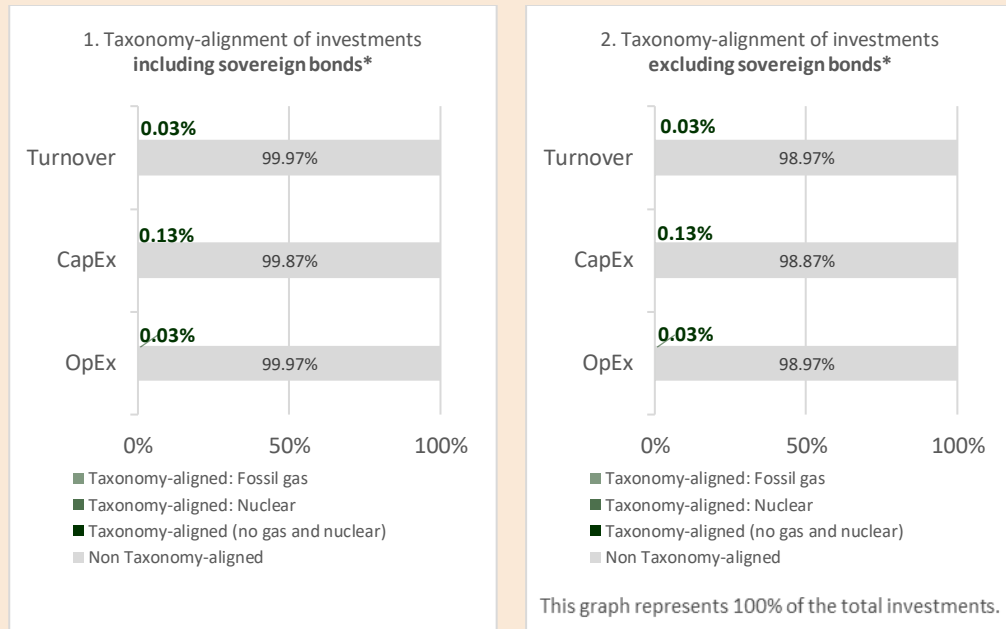 1. Taxonomy-alignment of investments
including sovereign bonds*
0.03%
Turnover
99.97%
0.13%
CapEx
99.87%
0.03%
OpEx
99.97%
0%
50%
100%
Taxonomy-aligned: Fossil gas
Taxonomy-aligned: Nuclear
Taxonomy-aligned (no gas and nuclear)
Non Taxonomy-aligned
2. Taxonomy-alignment of investments
excluding sovereign bonds*
0.03%
Turnover
98.97%
0.13%
CapEx
98.87%
0.03%
OpEx
98.97%
0%
50%
100%
Taxonomy-aligned: Fossil gas
Taxonomy-aligned: Nuclear
Taxonomy-aligned (no gas and nuclear)
Non Taxonomy-aligned
This graph represents 100% of the total investments.